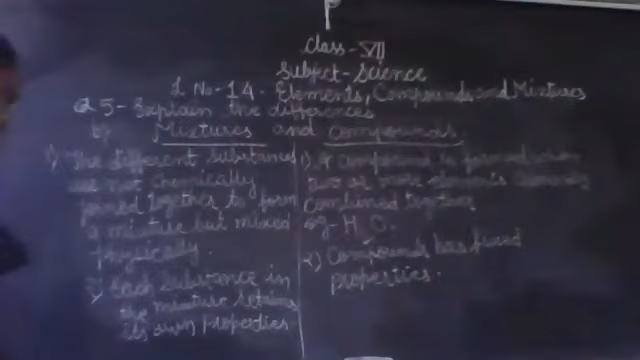 Class-VII
Subject-Science
L No-14. Elements, Compounds and Mixtures
Q 5- Explain the differences
b) Mixtures and Compounds.
1) The different substances
are not chemically
joined together to form
a mixture but mixed
physically.
2) Each substance in
the mixture retains
its own properties
1) A compound is formed when
two or more elements
combined together
eg- H2O.
2) Compounds has fixed
properties.